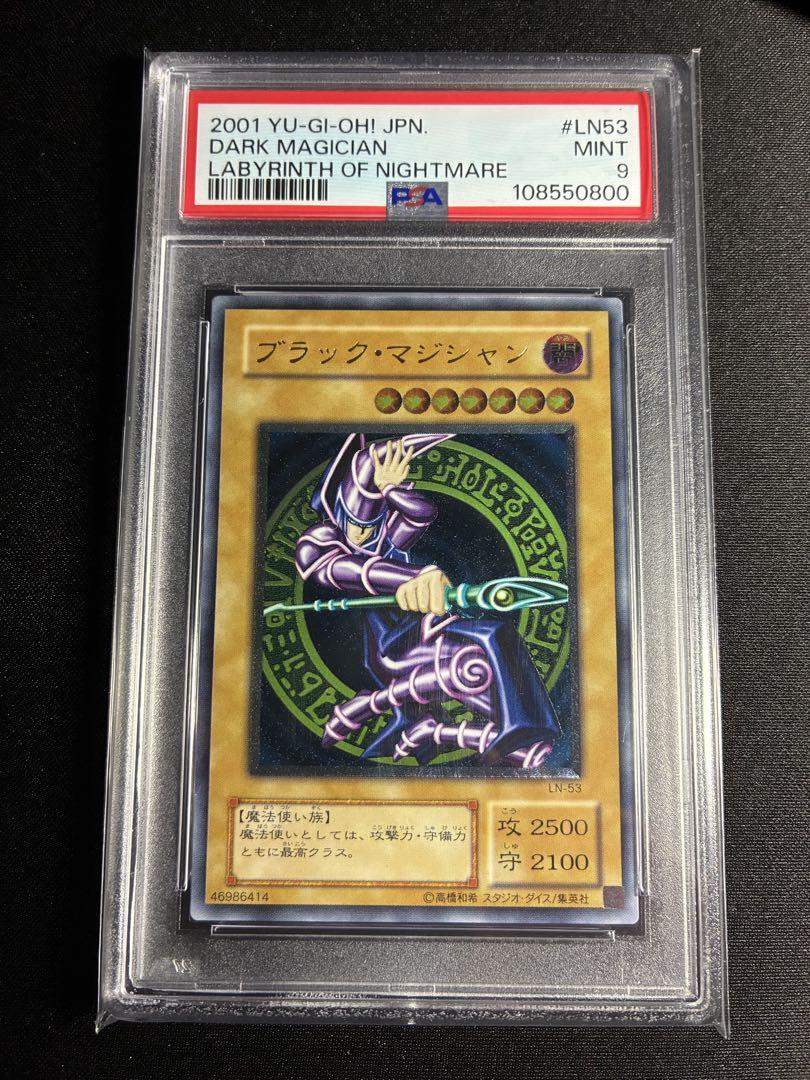 2001 YU-GI-OH! JPN. #LN53
DARK MAGICIAN MINT
LABYRINTH OF NIGHTMARE 9
PSA 108550800
ブラック・マジシャン 闇
LN-53
【魔法使い族】
魔法使いとしては、攻撃力・守備力
ともに最高クラス。
攻 2500
守 2100
46986414 ©高橋和希 スタジオ・ダイス/集英社